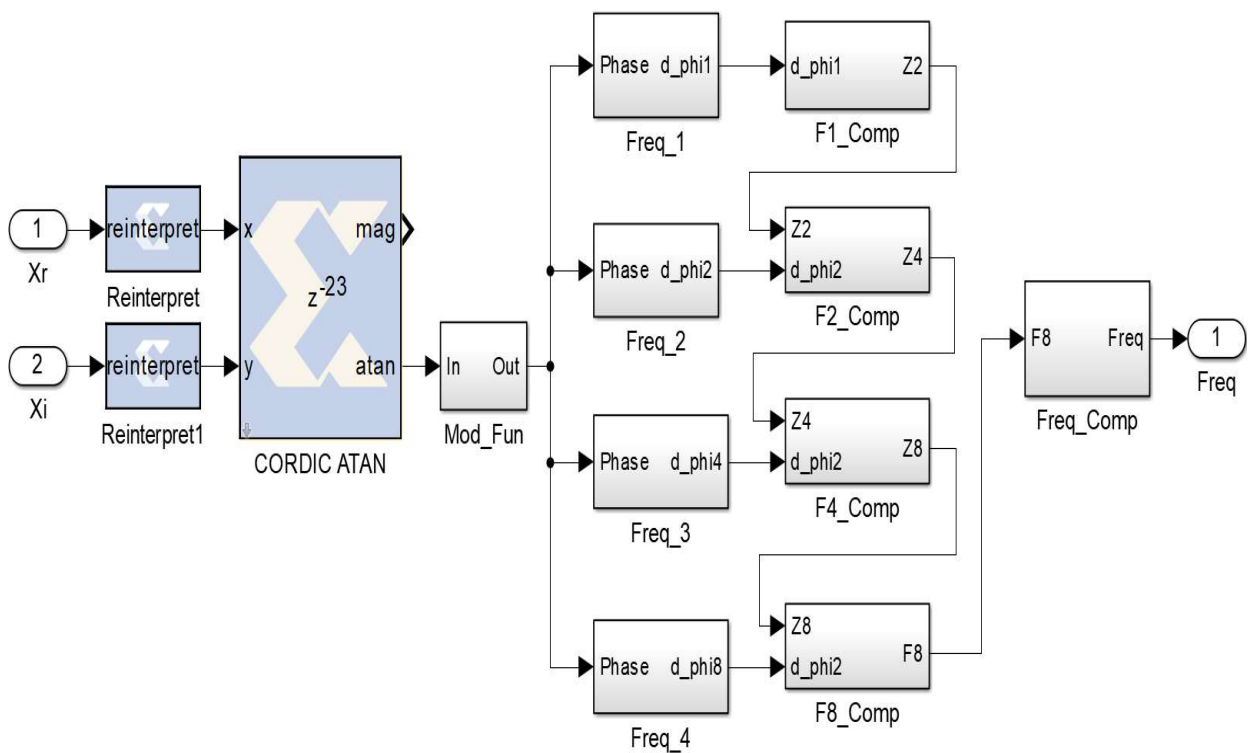 1
Xr
reinterpret
Reinterpret
2
Xi
reinterpret
Reinterpret1
x
mag
z-23
y
atan
CORDIC ATAN
In Out
Mod_Fun
Phase d_phi1
Freq_1
d_phi1 Z2
F1_Comp
Phase d_phi2
Freq_2
Z2
d_phi2
Z4
F2_Comp
Phase d_phi4
Freq_3
Z4
d_phi2
Z8
F4_Comp
Phase d_phi8
Freq_4
Z8
d_phi2
F8
F8_Comp
F8 Freq
Freq_Comp
1
Freq